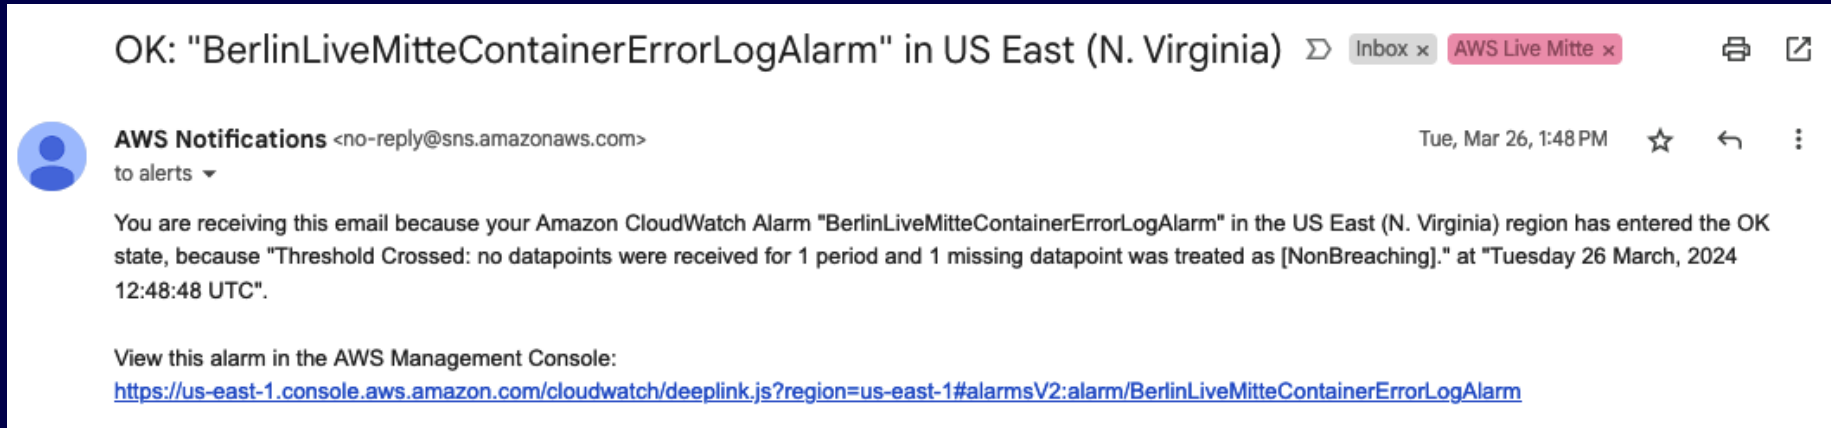 OK: "BerlinLiveMitteContainerErrorLogAlarm" in US East (N. Virginia) Inbox × AWS Live Mitte ×
AWS Notifications <no-reply@sns.amazonaws.com> Tue, Mar 26, 1:48 PM
to alerts
You are receiving this email because your Amazon CloudWatch Alarm "BerlinLiveMitteContainerErrorLogAlarm" in the US East (N. Virginia) region has entered the OK
state, because "Threshold Crossed: no datapoints were received for 1 period and 1 missing datapoint was treated as [NonBreaching]." at "Tuesday 26 March, 2024
12:48:48 UTC".
View this alarm in the AWS Management Console:
https://us-east-1.console.aws.amazon.com/cloudwatch/deeplink.js?region=us-east-1#alarmsV2:alarm/BerlinLiveMitteContainerErrorLogAlarm